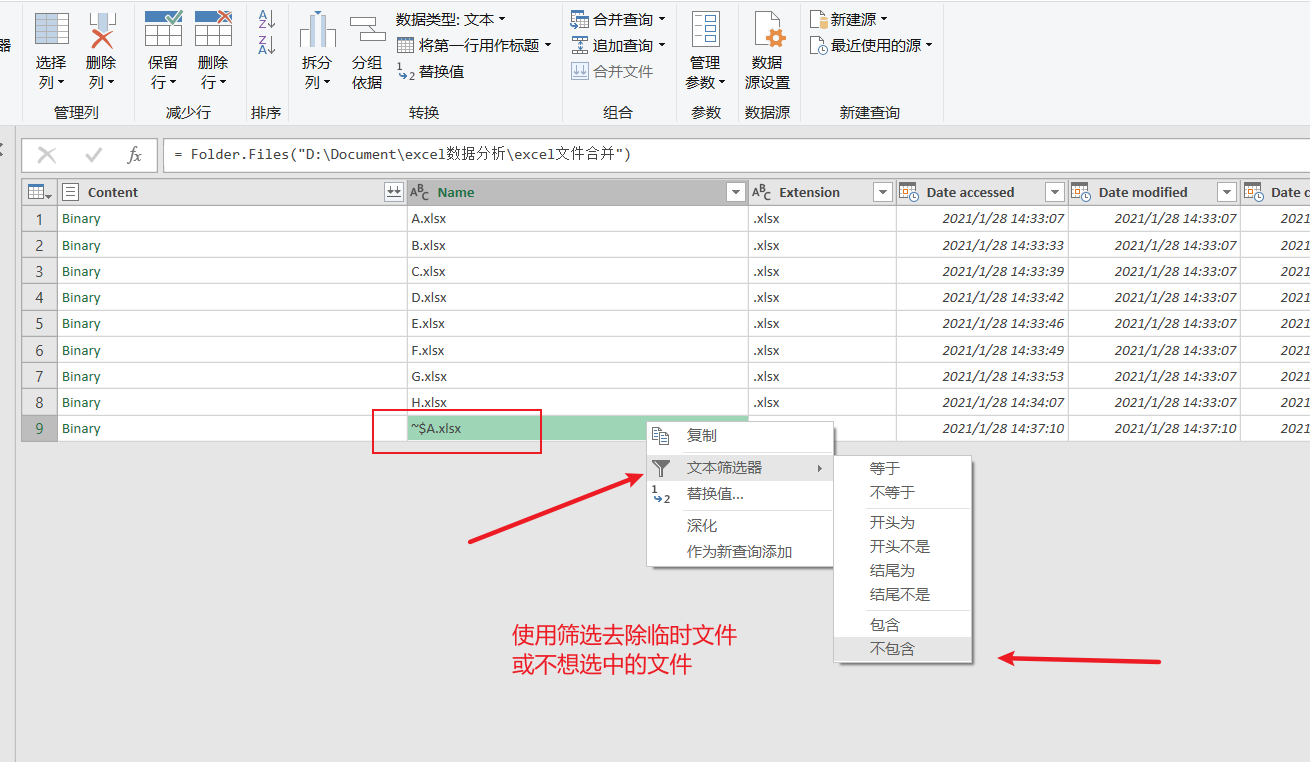 数据类型: 文本
合并查询
新建源
将第一行用作标题
追加查询
最近使用的源
器
选择
列
删除
列
保留
行
删除
行
拆分
列
分组
依据
1
2 替换值
合并文件
管理
参数
数据
源设置
管理列
减少行
排序
转换
组合
参数
数据源
新建查询
fx
= Folder.Files("D:\Document\excel数据分析\excel文件合并")
Content
ABC Name
ABC Extension
Date accessed
Date modified
Date c
1 Binary A.xlsx .xlsx 2021/1/28 14:33:07 2021/1/28 14:33:07 2021
2 Binary B.xlsx .xlsx 2021/1/28 14:33:33 2021/1/28 14:33:07 2021
3 Binary C.xlsx .xlsx 2021/1/28 14:33:39 2021/1/28 14:33:07 2021
4 Binary D.xlsx .xlsx 2021/1/28 14:33:42 2021/1/28 14:33:07 2021
5 Binary E.xlsx .xlsx 2021/1/28 14:33:46 2021/1/28 14:33:07 2021
6 Binary F.xlsx .xlsx 2021/1/28 14:33:49 2021/1/28 14:33:07 2021
7 Binary G.xlsx .xlsx 2021/1/28 14:33:53 2021/1/28 14:33:07 2021
8 Binary H.xlsx .xlsx 2021/1/28 14:34:07 2021/1/28 14:33:07 2021
9 Binary ~$A.xlsx 2021/1/28 14:37:10 2021/1/28 14:37:10 2021
复制
文本筛选器
1
2 替换值...
深化
作为新查询添加
等于
不等于
开头为
开头不是
结尾为
结尾不是
包含
不包含
使用筛选去除临时文件
或不想选中的文件